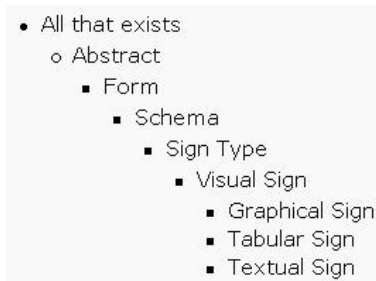 All that exists
Abstract
Form
Schema
Sign Type
Visual Sign
Graphical Sign
Tabular Sign
Textual Sign